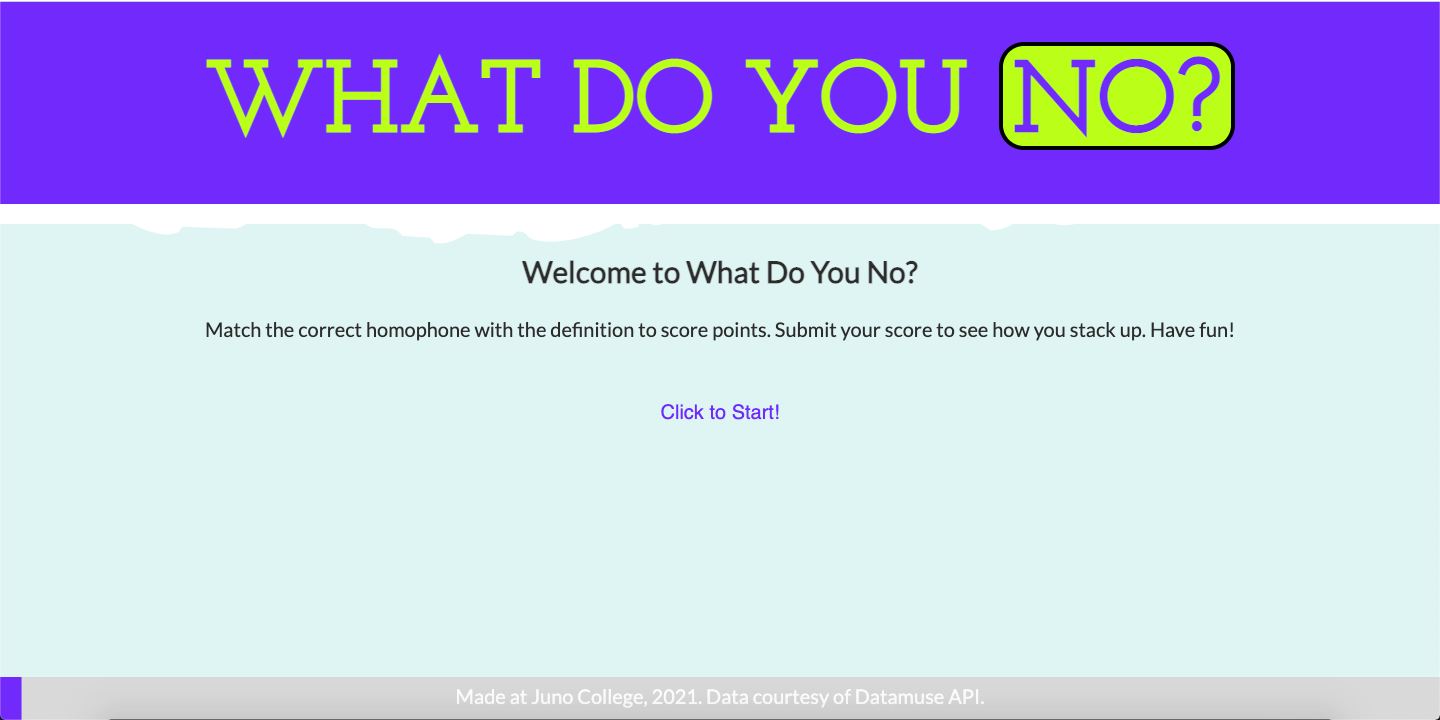 WHAT DO YOU NO?
Welcome to What Do You No?
Match the correct homophone with the definition to score points. Submit your score to see how you stack up. Have fun!
Click to Start!
Made at Juno College, 2021. Data courtesy of Datamuse API.